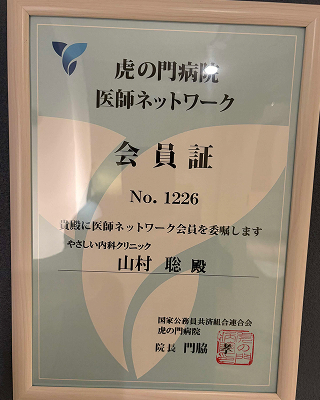 虎の門病院
医師ネットワーク
会員証
No. 1226
貴殿に医師ネットワーク会員を委嘱します
やさしい内科クリニック
山村 聡 殿
国家公務員共済組合連合会
虎の門病院
院長 門脇 孝